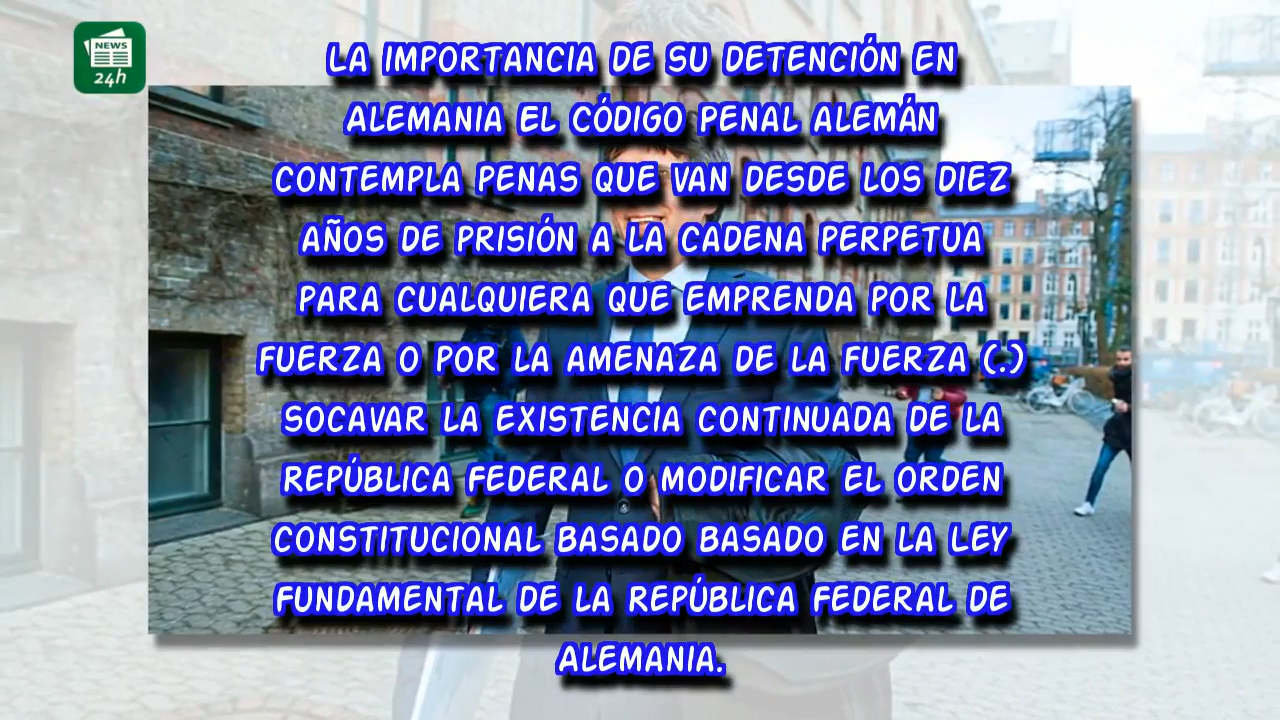 NEWS
24h
LA IMPORTANCIA DE SU DETENCIÓN EN
ALEMANIA EL CÓDIGO PENAL ALEMÁN
CONTEMPLA PENAS QUE VAN DESDE LOS DIEZ
AÑOS DE PRISIÓN A LA CADENA PERPETUA
PARA CUALQUIERA QUE EMPRENDA POR LA
FUERZA O POR LA AMENAZA DE LA FUERZA (.)
SOCAVAR LA EXISTENCIA CONTINUADA DE LA
REPÚBLICA FEDERAL O MODIFICAR EL ORDEN
CONSTITUCIONAL BASADO BASADO EN LA LEY
FUNDAMENTAL DE LA REPÚBLICA FEDERAL DE
ALEMANIA.